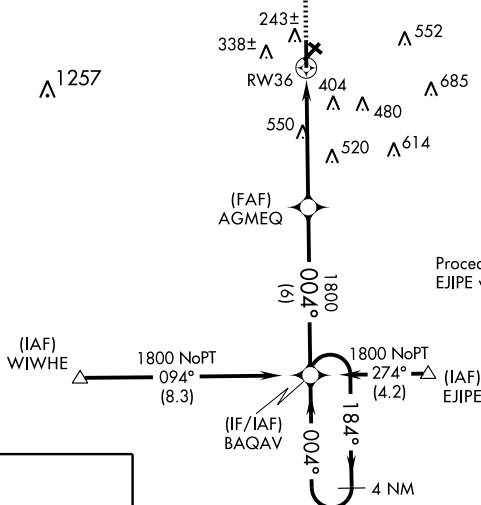 243±
338±
552
1257
RW36
404
685
480
550
520
614
(FAF)
AGMEQ
Proced
EJIPE v
1800
004°
(6)
(IAF)
WIWHE
1800 NoPT
094°
(8.3)
1800 NoPT
274°
(4.2)
(IAF)
EJIPE
(IF/IAF)
BAQAV
004°
184°
4 NM